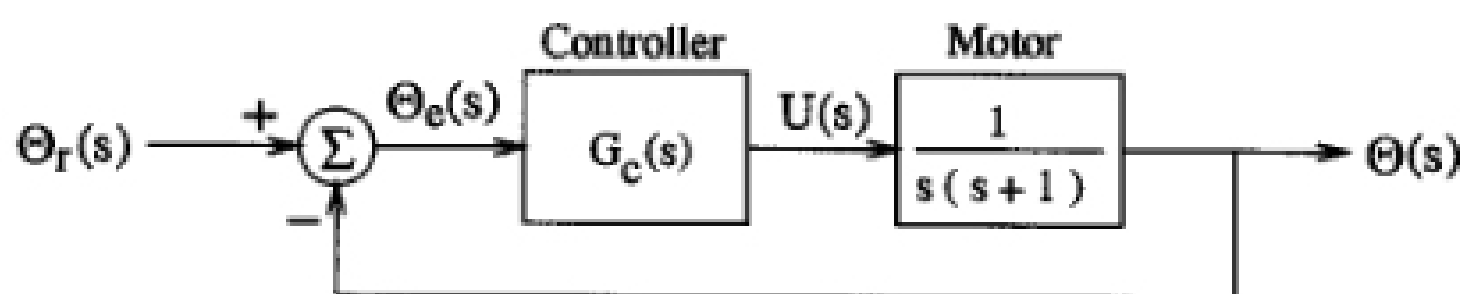 Controller
Motor
Θr(s)
+
Σ
−
Θe(s)
Gc(s)
U(s)
1
s(s+1)
Θ(s)